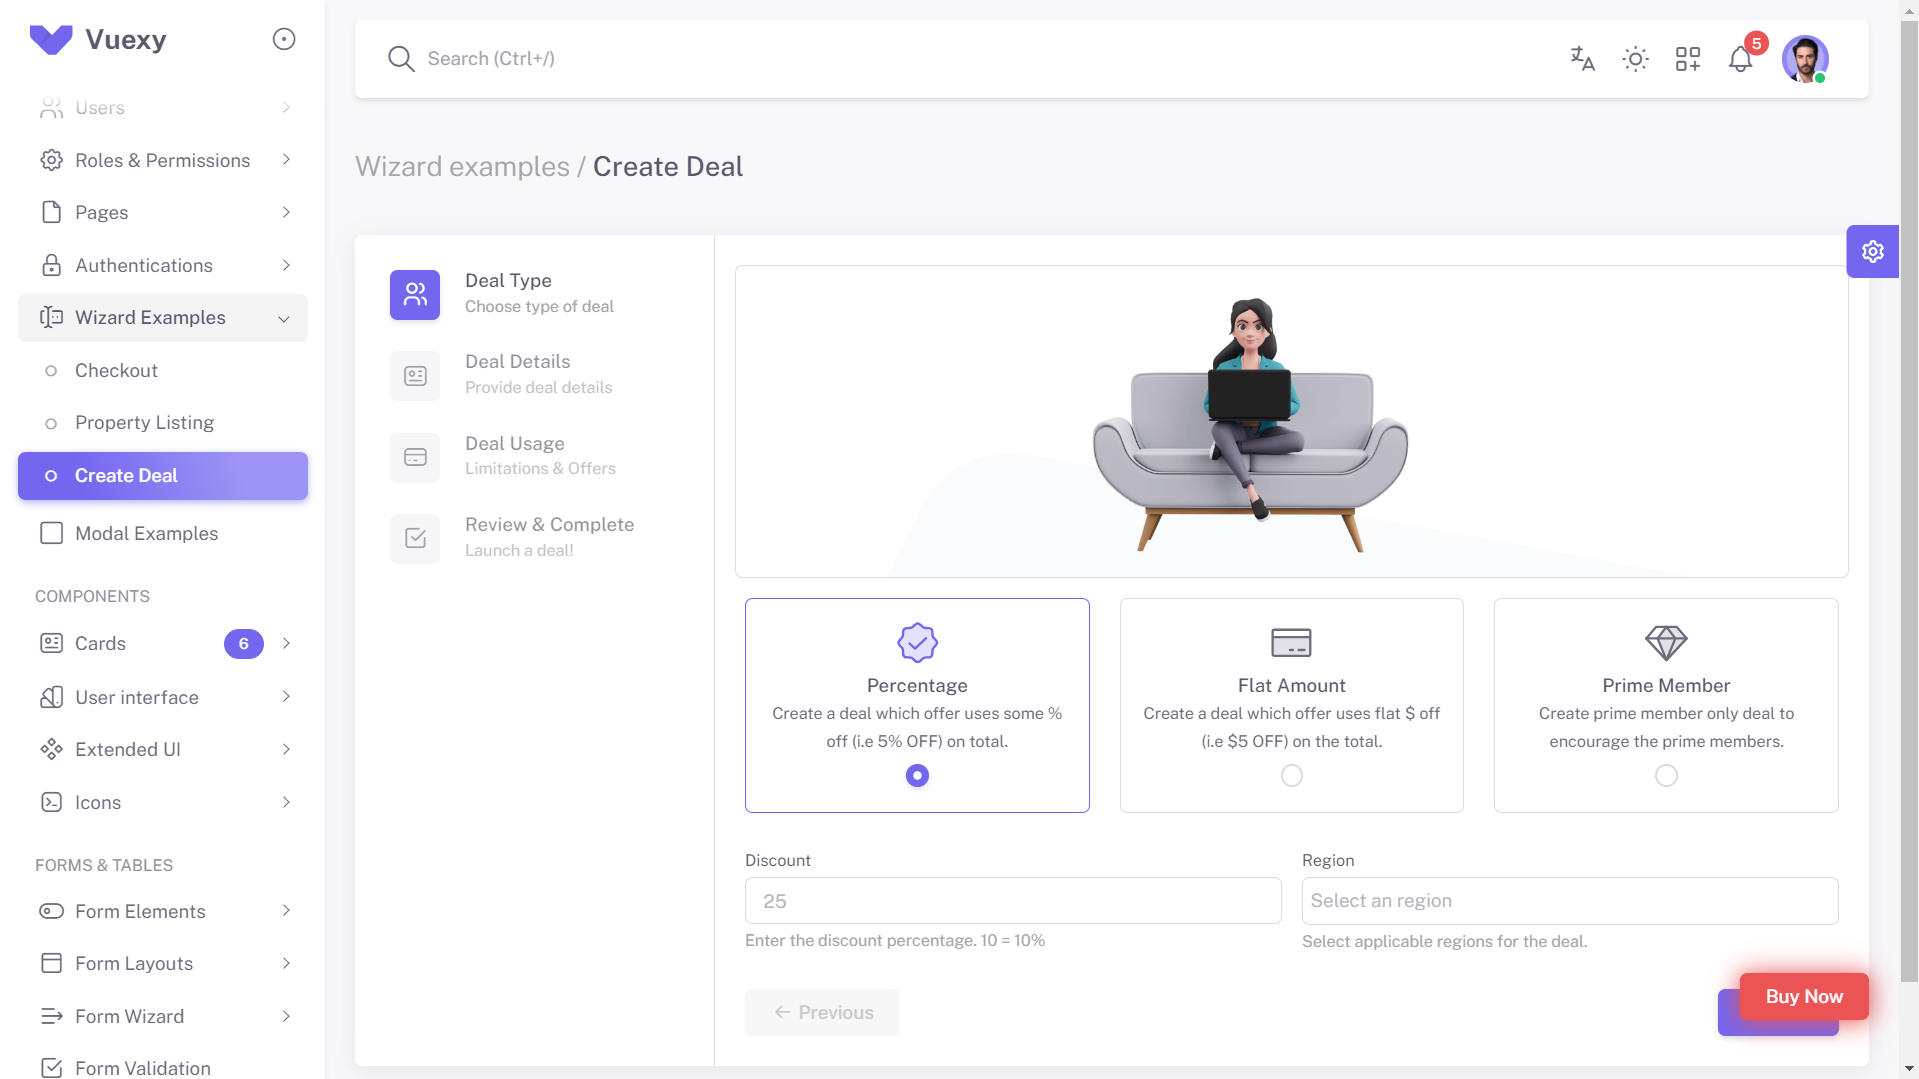 Vuexy
Users
Roles & Permissions
Pages
Authentications
Wizard Examples
Checkout
Property Listing
Create Deal
Modal Examples
COMPONENTS
Cards
6
User interface
Extended UI
Icons
FORMS & TABLES
Form Elements
Form Layouts
Form Wizard
Form Validation
Search (Ctrl+/)
5
Wizard examples / Create Deal
Deal Type
Choose type of deal
Deal Details
Provide deal details
Deal Usage
Limitations & Offers
Review & Complete
Launch a deal!
Percentage
Create a deal which offer uses some %
off (i.e 5% OFF) on total.
Flat Amount
Create a deal which offer uses flat $ off
(i.e $5 OFF) on the total.
Prime Member
Create prime member only deal to
encourage the prime members.
Discount
25
Enter the discount percentage. 10 = 10%
Region
Select an region
Select applicable regions for the deal.
Previous
Buy Now